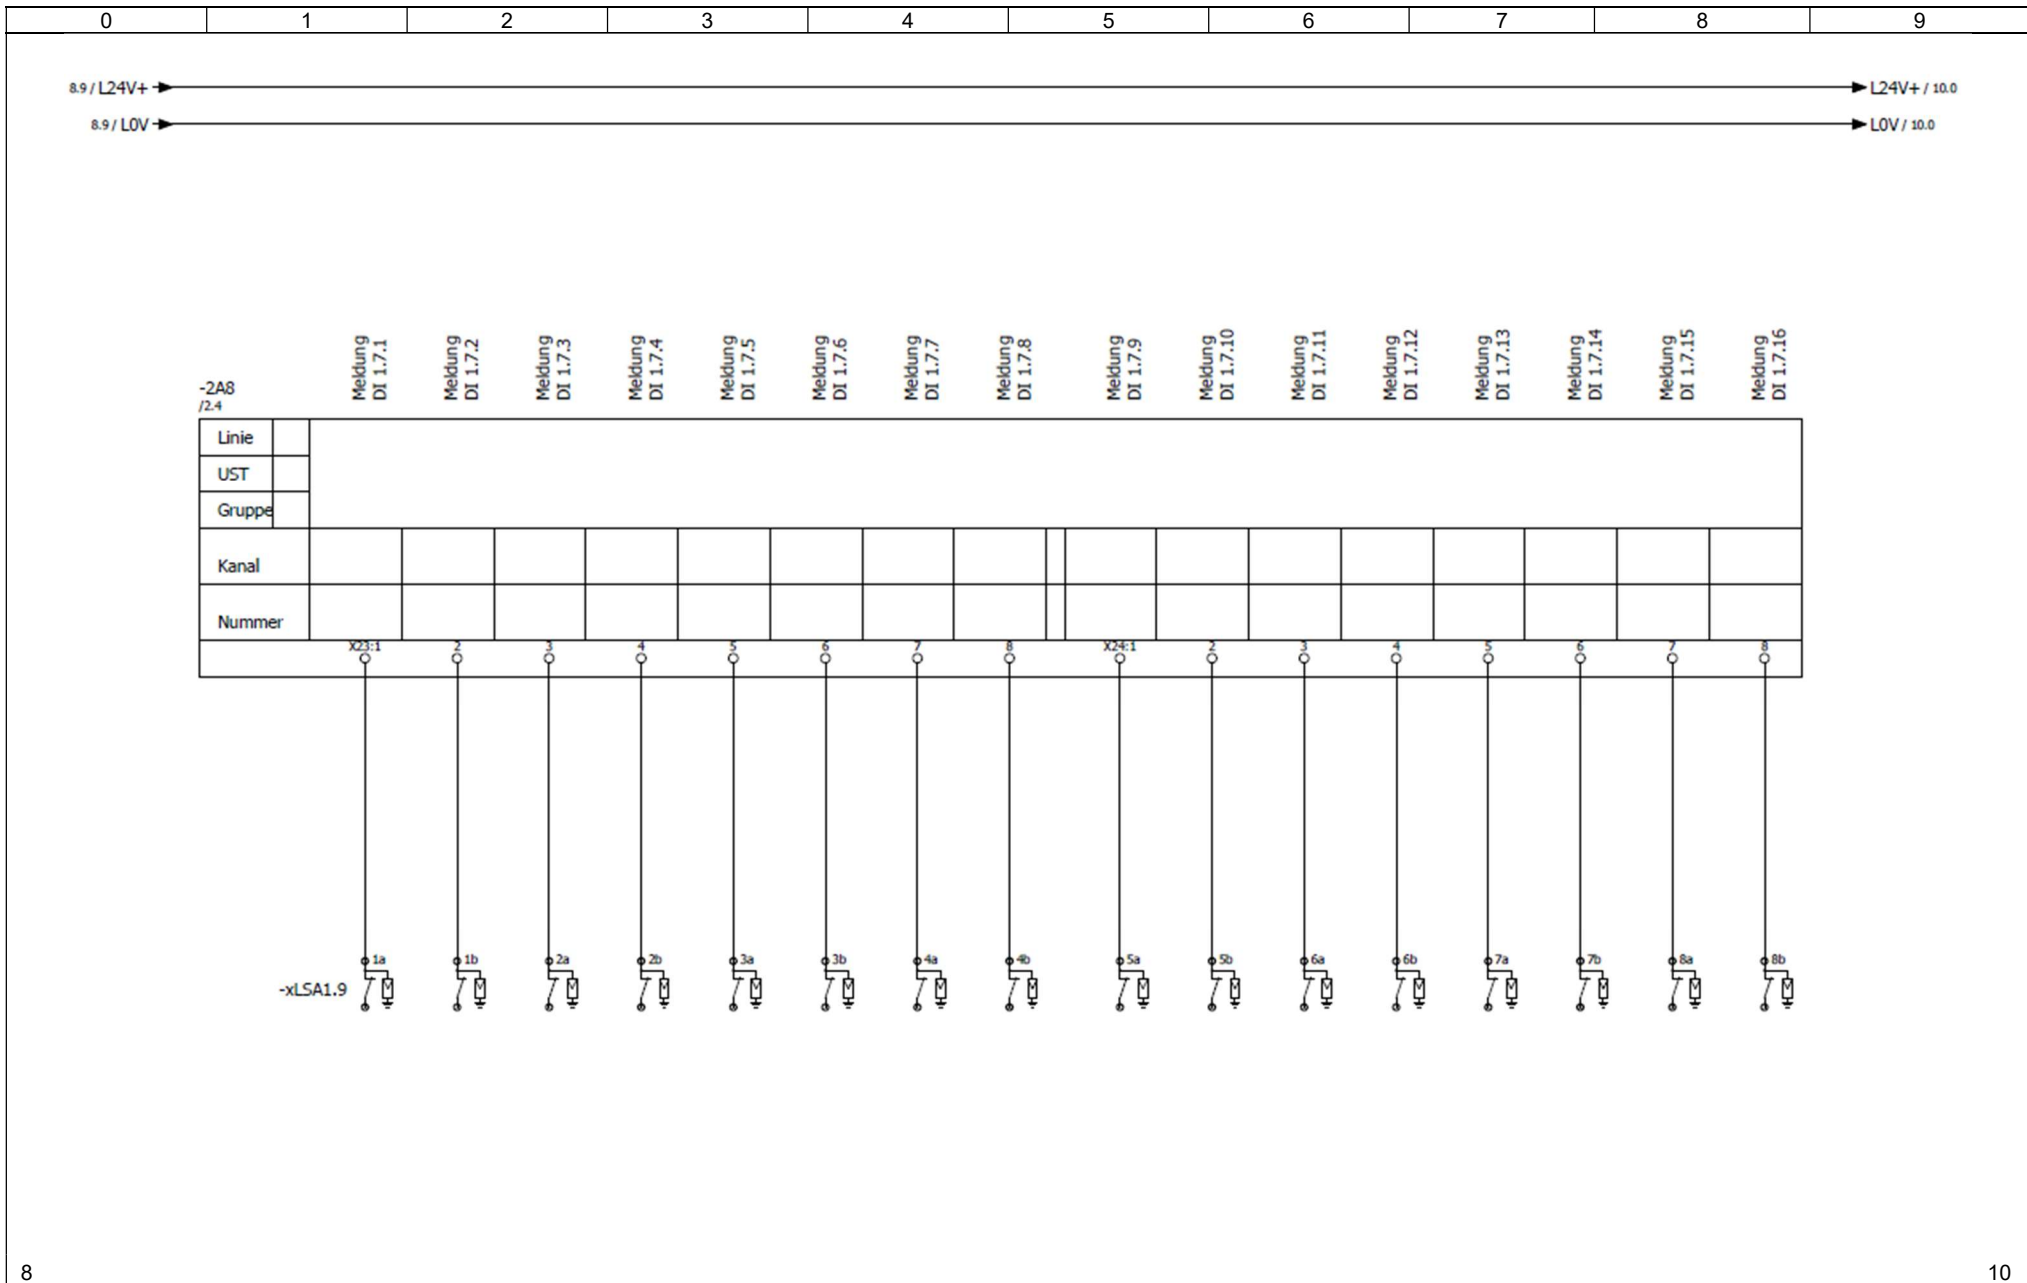 0 1 2 3 4 5 6 7 8 9
8.9 / L24V+ L24V+ / 10.0
8.9 / L0V L0V / 10.0
Meldung
DI 1.7.1
Meldung
DI 1.7.2
Meldung
DI 1.7.3
Meldung
DI 1.7.4
Meldung
DI 1.7.5
Meldung
DI 1.7.6
Meldung
DI 1.7.7
Meldung
DI 1.7.8
Meldung
DI 1.7.9
Meldung
DI 1.7.10
Meldung
DI 1.7.11
Meldung
DI 1.7.12
Meldung
DI 1.7.13
Meldung
DI 1.7.14
Meldung
DI 1.7.15
Meldung
DI 1.7.16
-2A8
/2.4
Linie
UST
Gruppe
Kanal
Nummer
X23:1 2 3 4 5 6 7 8 X24:1 2 3 4 5 6 7 8
1a 1b 2a 2b 3a 3b 4a 4b 5a 5b 6a 6b 7a 7b 8a 8b
-xLSA1.9
8 10